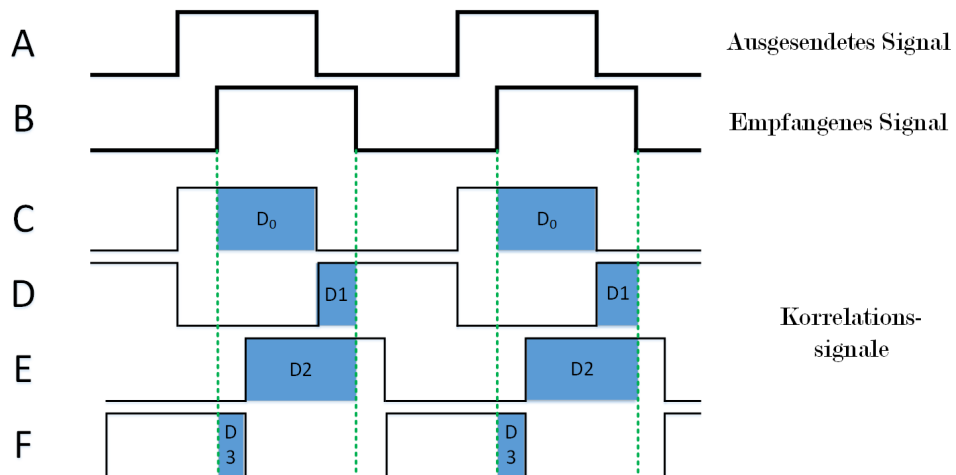 A
Ausgesendetes Signal
B
Empfangenes Signal
C
D₀
D₀
D
D1
D1
Korrelations-
signale
E
D2
D2
F
D
3
D
3